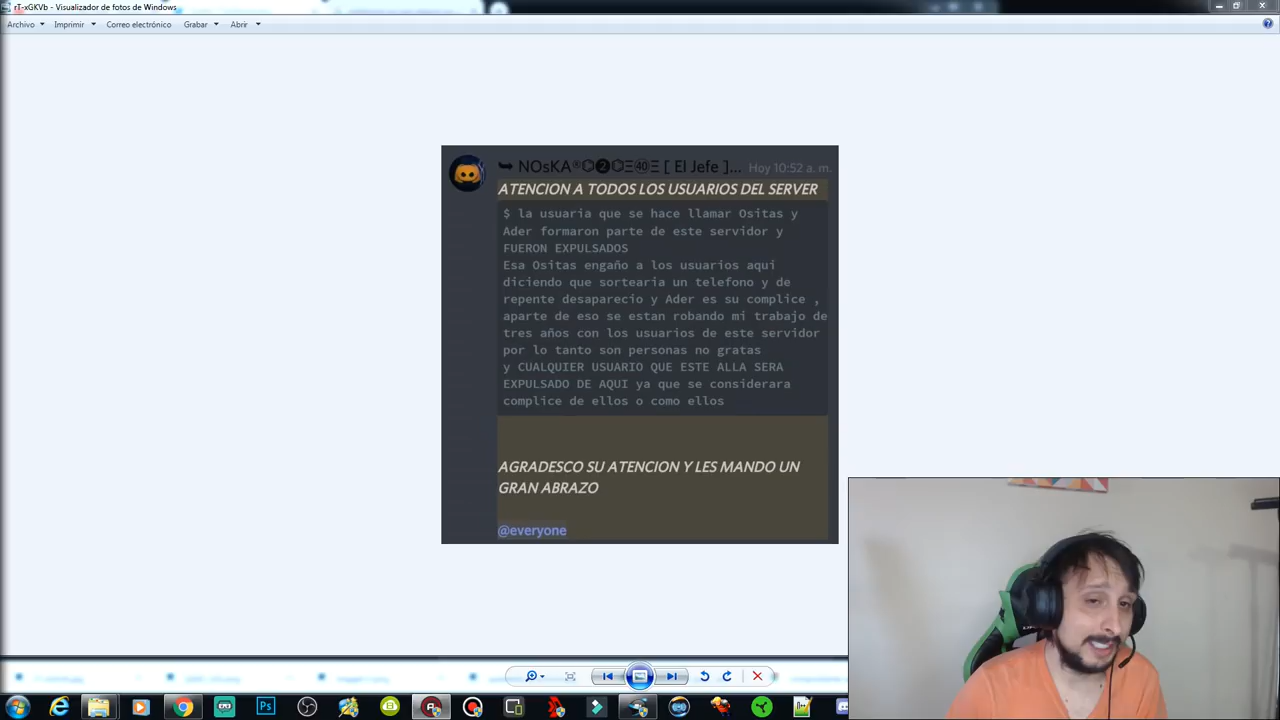 rT-xGKVb - Visualizador de fotos de Windows
Archivo Imprimir Correo electrónico Grabar Abrir
NOsKA [ El Jefe ]... Hoy 10:52 a. m.
ATENCION A TODOS LOS USUARIOS DEL SERVER
$ la usuaria que se hace llamar Ositas y
Ader formaron parte de este servidor y
FUERON EXPULSADOS
Esa Ositas engaño a los usuarios aqui
diciendo que sortearia un telefono y de
repente desaparecio y Ader es su complice ,
aparte de eso se estan robando mi trabajo de
tres años con los usuarios de este servidor
por lo tanto son personas no gratas
y CUALQUIER USUARIO QUE ESTE ALLA SERA
EXPULSADO DE AQUI ya que se considerara
complice de ellos o como ellos
AGRADESCO SU ATENCION Y LES MANDO UN
GRAN ABRAZO
@everyone
Ps